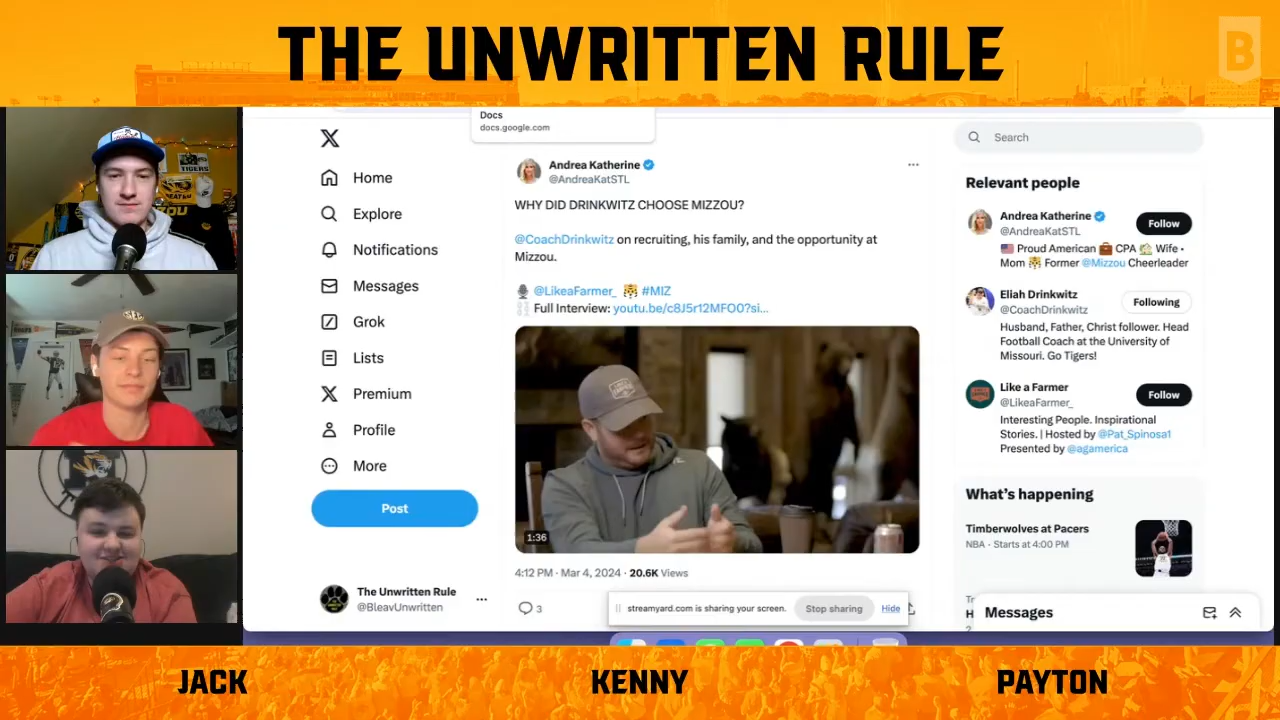 THE UNWRITTEN RULE
B
TIGERS
Docs
docs.google.com
X
Home
Explore
Notifications
Messages
Grok
Lists
Premium
Profile
More
Post
The Unwritten Rule
@BleavUnwritten
Andrea Katherine
@AndreaKatSTL
WHY DID DRINKWITZ CHOOSE MIZZOU?
@CoachDrinkwitz on recruiting, his family, and the opportunity at
Mizzou.
@LikeaFarmer_ #MIZ
Full Interview: youtu.be/c8J5r12MFO0?si...
1:36
4:12 PM · Mar 4, 2024 · 20.6K Views
3
streamyard.com is sharing your screen.
Stop sharing
Hide
Search
Relevant people
Andrea Katherine
@AndreaKatSTL
Follow
Proud American CPA Wife •
Mom Former @Mizzou Cheerleader
Eliah Drinkwitz
@CoachDrinkwitz
Following
Husband, Father, Christ follower. Head
Football Coach at the University of
Missouri. Go Tigers!
Like a Farmer
@LikeaFarmer_
Follow
Interesting People. Inspirational
Stories. | Hosted by @Pat_Spinosa1
Presented by @agamerica
What's happening
Timberwolves at Pacers
NBA · Starts at 4:00 PM
Messages
JACK
KENNY
PAYTON